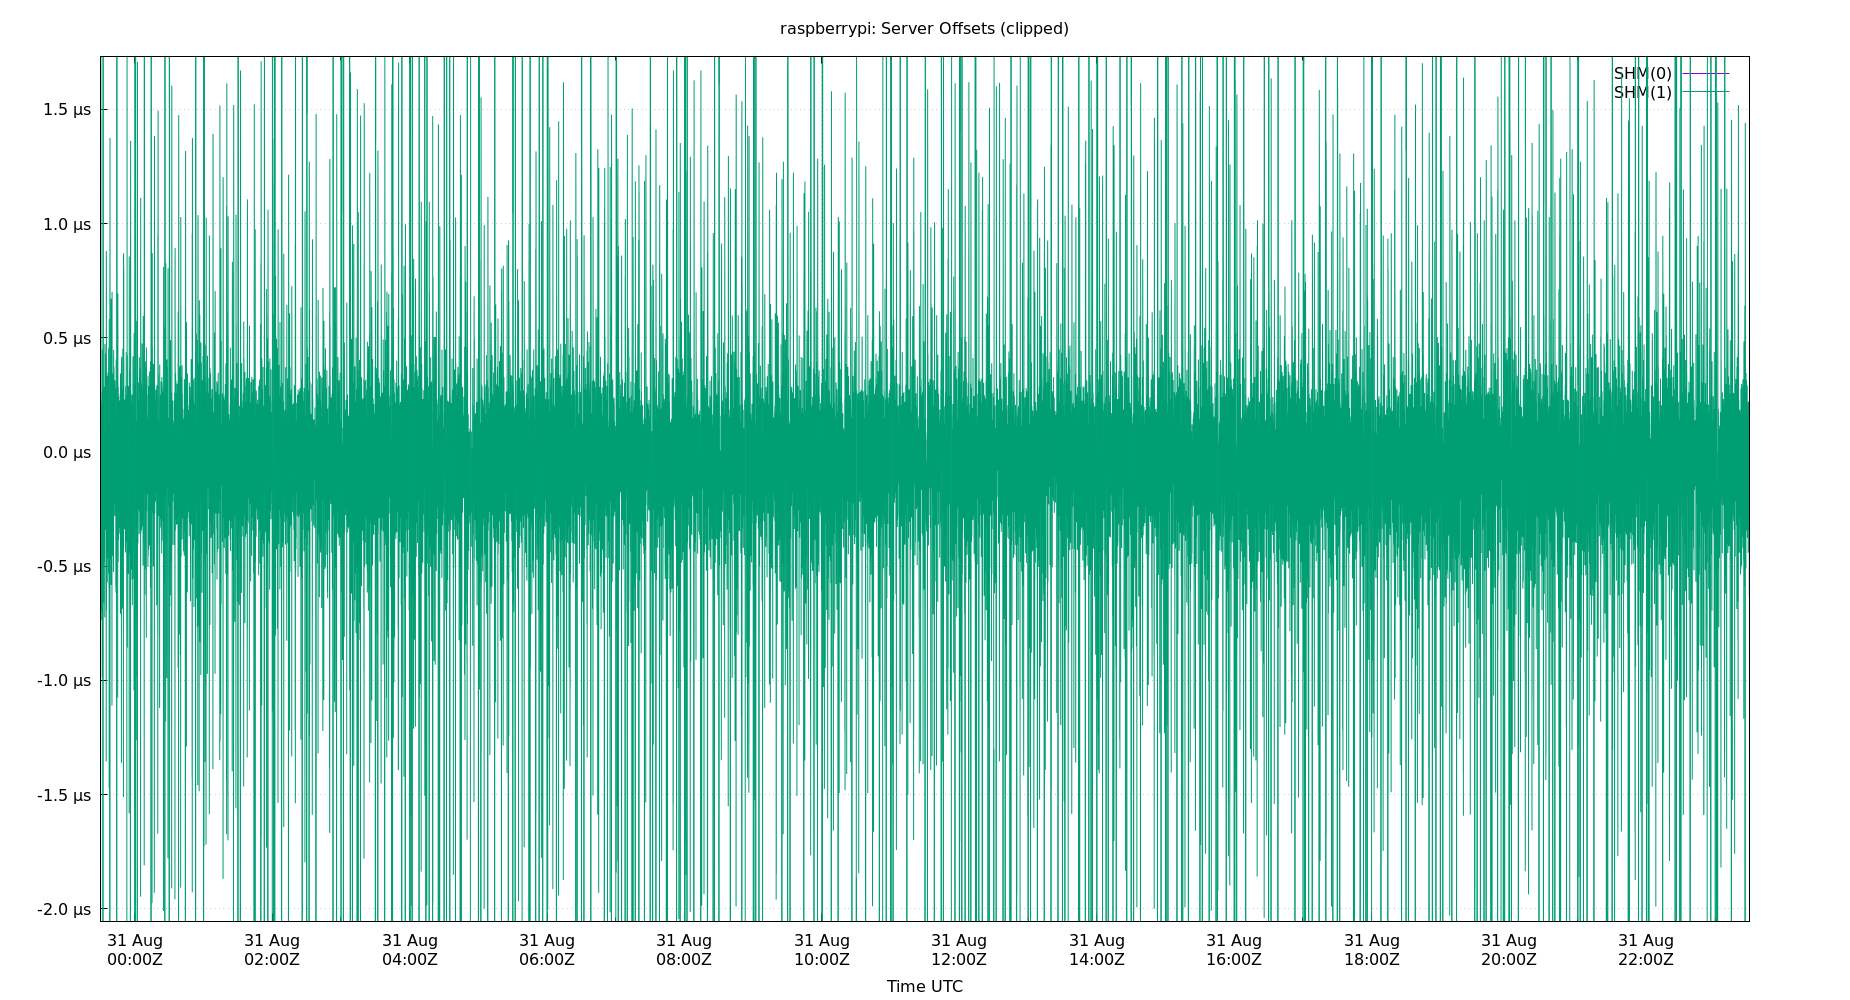 raspberrypi: Server Offsets (clipped)
SHM(0)
SHM(1)
1.5 µs
1.0 µs
0.5 µs
0.0 µs
-0.5 µs
-1.0 µs
-1.5 µs
-2.0 µs
31 Aug 31 Aug 31 Aug 31 Aug 31 Aug 31 Aug 31 Aug 31 Aug 31 Aug 31 Aug 31 Aug 31 Aug
00:00Z 02:00Z 04:00Z 06:00Z 08:00Z 10:00Z 12:00Z 14:00Z 16:00Z 18:00Z 20:00Z 22:00Z
Time UTC